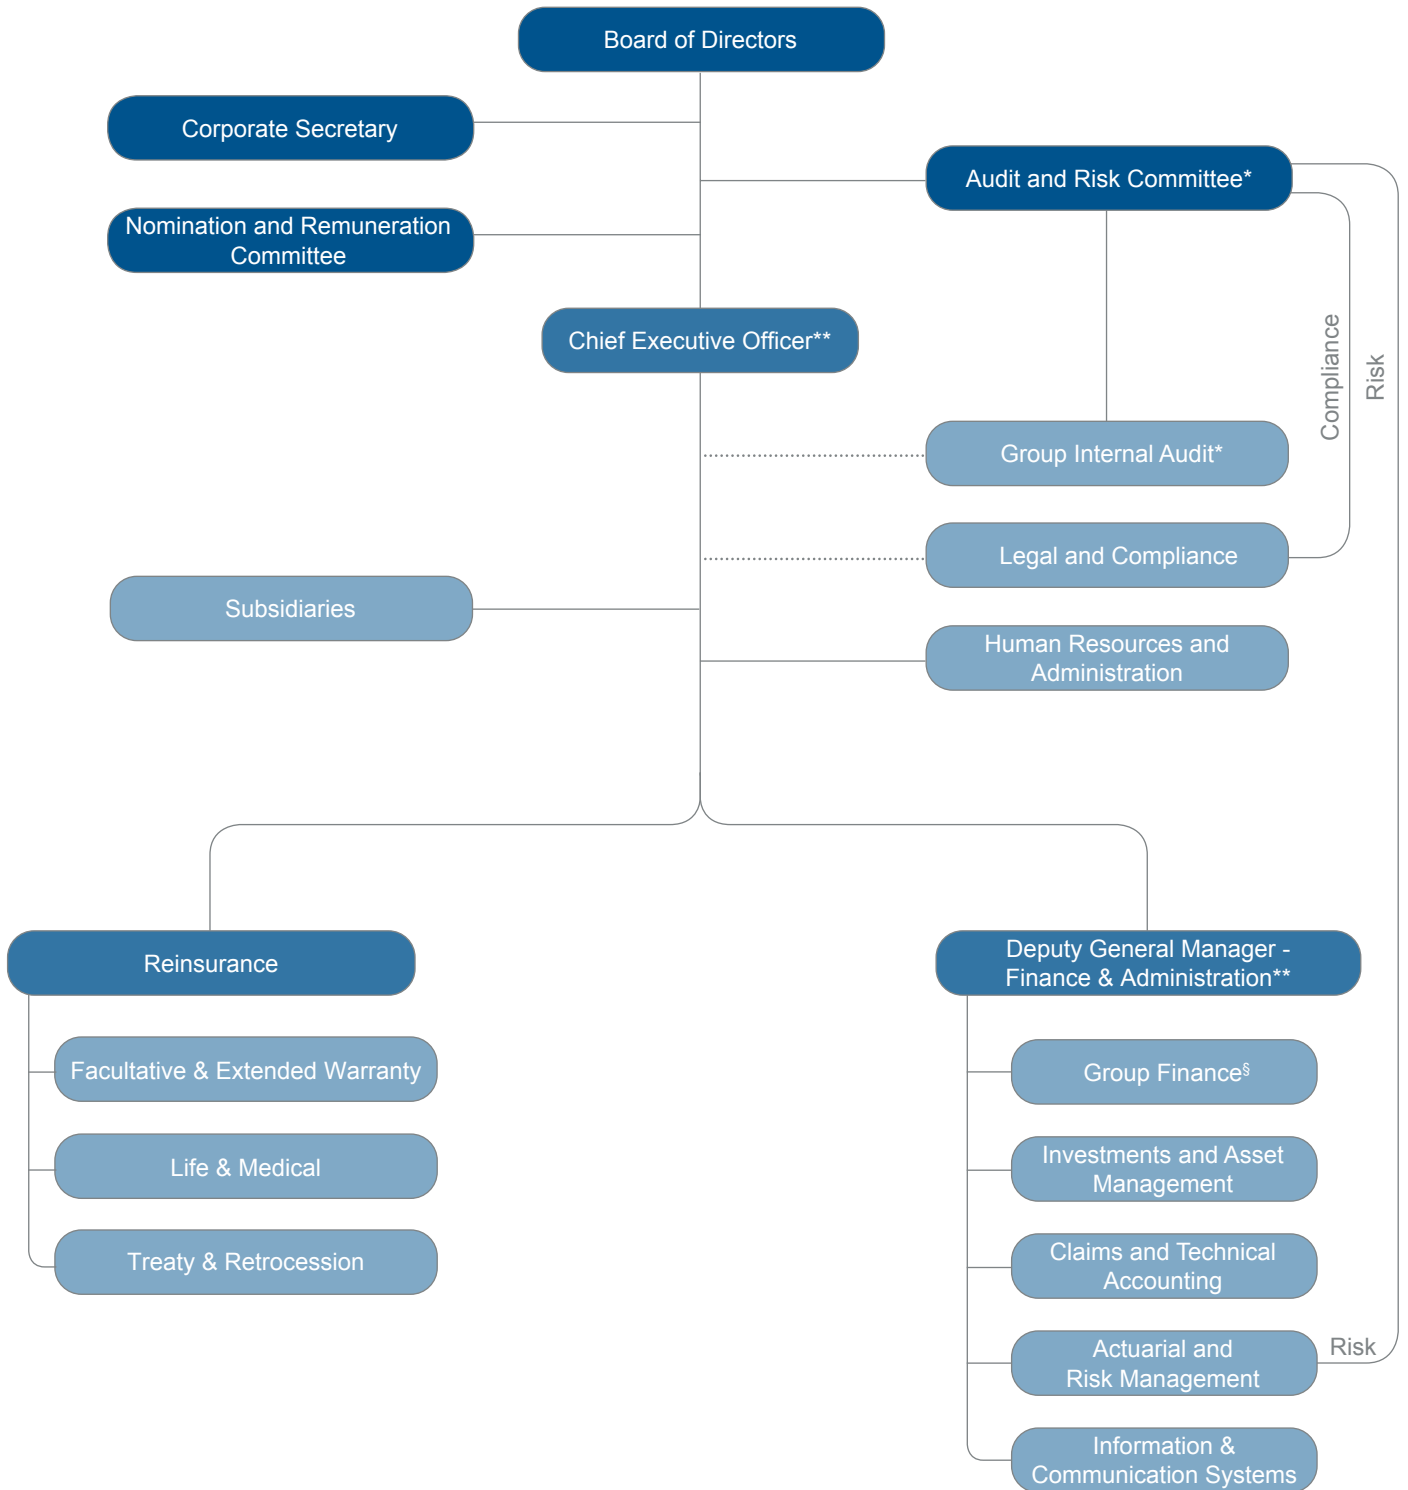 Board of Directors
Corporate Secretary
Audit and Risk Committee*
Nomination and Remuneration
Committee
Chief Executive Officer**
Compliance
Risk
Group Internal Audit*
Legal and Compliance
Subsidiaries
Human Resources and
Administration
Reinsurance
Deputy General Manager -
Finance & Administration**
Facultative & Extended Warranty
Life & Medical
Treaty & Retrocession
Group Finance§
Investments and Asset
Management
Claims and Technical
Accounting
Actuarial and
Risk Management
Risk
Information &
Communication Systems